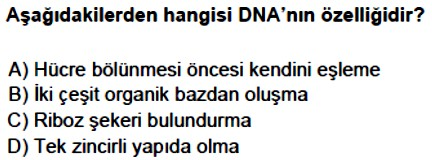 Aşağıdakilerden hangisi DNA’nın özelliğidir?
A) Hücre bölünmesi öncesi kendini eşleme
B) İki çeşit organik bazdan oluşma
C) Riboz şekeri bulundurma
D) Tek zincirli yapıda olma